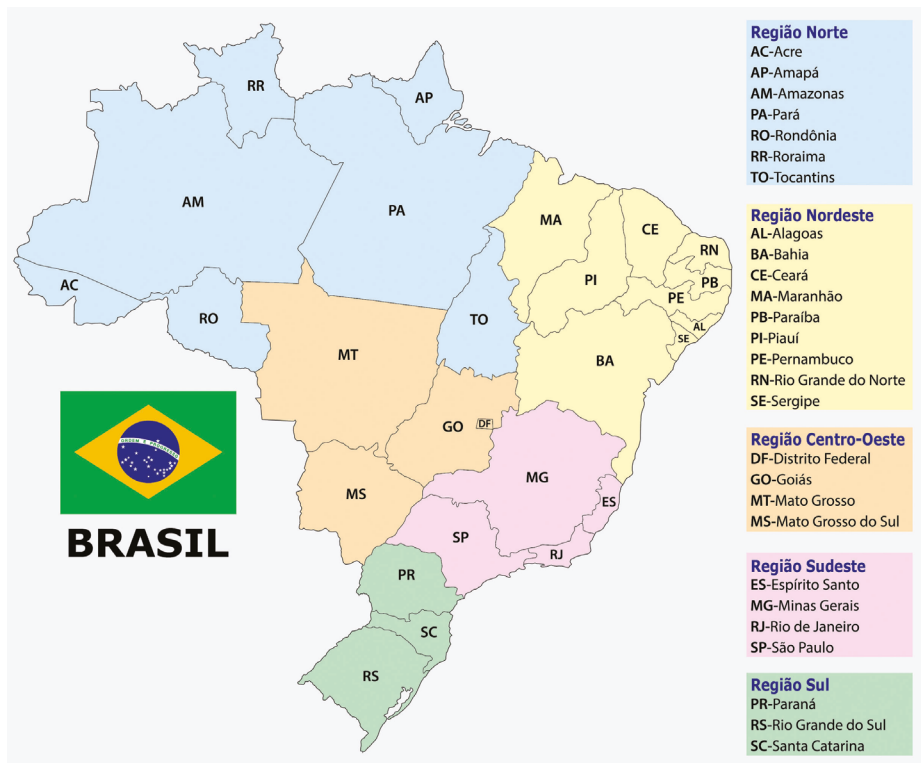 RR
AP
AM
PA
MA
CE
RN
PB
PE
PI
AL
SE
AC
RO
TO
MT
BA
GO
DF
MG
ES
MS
SP
RJ
PR
SC
RS
ORDEM E PROGRESSO
BRASIL
Região Norte
AC-Acre
AP-Amapá
AM-Amazonas
PA-Pará
RO-Rondônia
RR-Roraima
TO-Tocantins
Região Nordeste
AL-Alagoas
BA-Bahia
CE-Ceará
MA-Maranhão
PB-Paraíba
PI-Piauí
PE-Pernambuco
RN-Rio Grande do Norte
SE-Sergipe
Região Centro-Oeste
DF-Distrito Federal
GO-Goiás
MT-Mato Grosso
MS-Mato Grosso do Sul
Região Sudeste
ES-Espírito Santo
MG-Minas Gerais
RJ-Rio de Janeiro
SP-São Paulo
Região Sul
PR-Paraná
RS-Rio Grande do Sul
SC-Santa Catarina